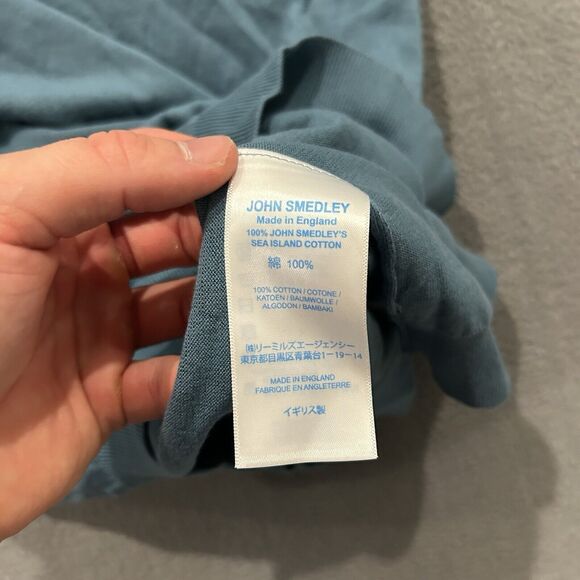 JOHN SMEDLEY
Made in England
100% JOHN SMEDLEY'S
SEA ISLAND COTTON
綿 100%
100% COTTON / COTONE /
KATOEN / BAUMWOLLE /
ALGODON / BAMBAKI
㈱リーミルズエージェンシー
東京都目黒区青葉台1-19-14
MADE IN ENGLAND
FABRIQUE EN ANGLETERRE
イギリス製